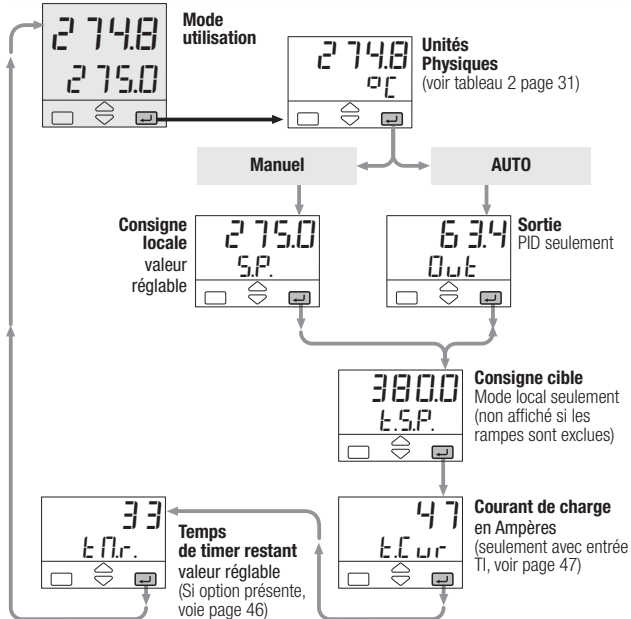 274.8
275.0
Mode
utilisation
274.8
°C
Unités
Physiques
(voir tableau 2 page 31)
Manuel
AUTO
Consigne
locale
valeur
réglable
275.0
S.P.
63.4
Out
Sortie
PID seulement
380.0
t.S.P.
Consigne cible
Mode local seulement
(non affiché si les
rampes sont exclues)
33
t.M.r.
Temps
de timer restant
valeur réglable
(Si option présente,
voie page 46)
47
t.Cur
Courant de charge
en Ampères
(seulement avec entrée
TI, voir page 47)